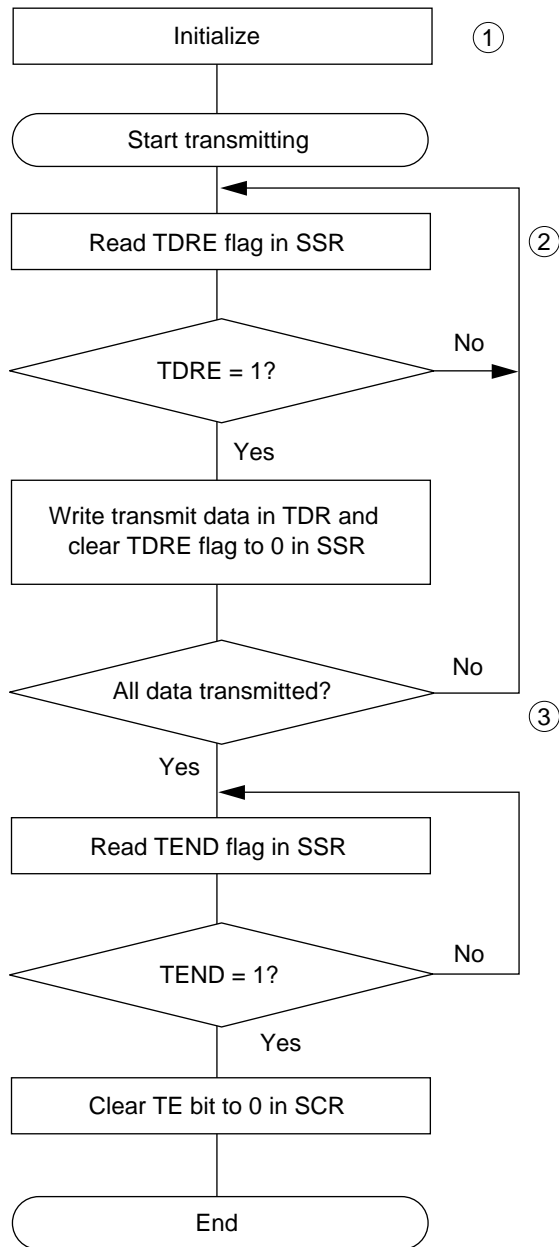 Initialize
①
Start transmitting
Read TDRE flag in SSR
②
TDRE = 1?
No
Yes
Write transmit data in TDR and
clear TDRE flag to 0 in SSR
All data transmitted?
No
③
Yes
Read TEND flag in SSR
TEND = 1?
No
Yes
Clear TE bit to 0 in SCR
End